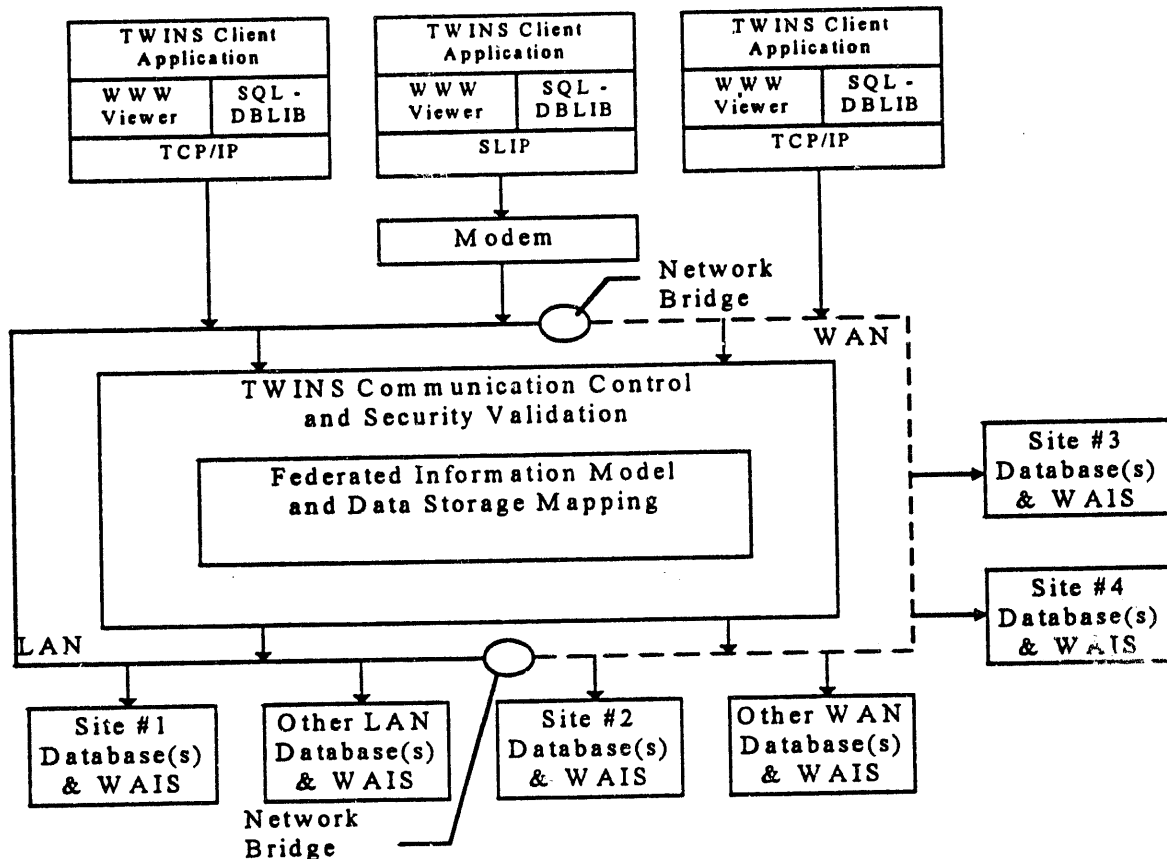 TWINS Client
Application
WWW
Viewer
SQL -
DBLIB
TCP/IP
TWINS Client
Application
WWW
Viewer
SQL -
DBLIB
SLIP
TWINS Client
Application
WWW
Viewer
SQL -
DBLIB
TCP/IP
Modem
Network
Bridge
WAN
TWINS Communication Control
and Security Validation
Federated Information Model
and Data Storage Mapping
Site #3
Database(s)
& WAIS
Site #4
Database(s)
& WAIS
LAN
Site #1
Database(s)
& WAIS
Other LAN
Database(s)
& WAIS
Site #2
Database(s)
& WAIS
Other WAN
Database(s)
& WAIS
Network
Bridge